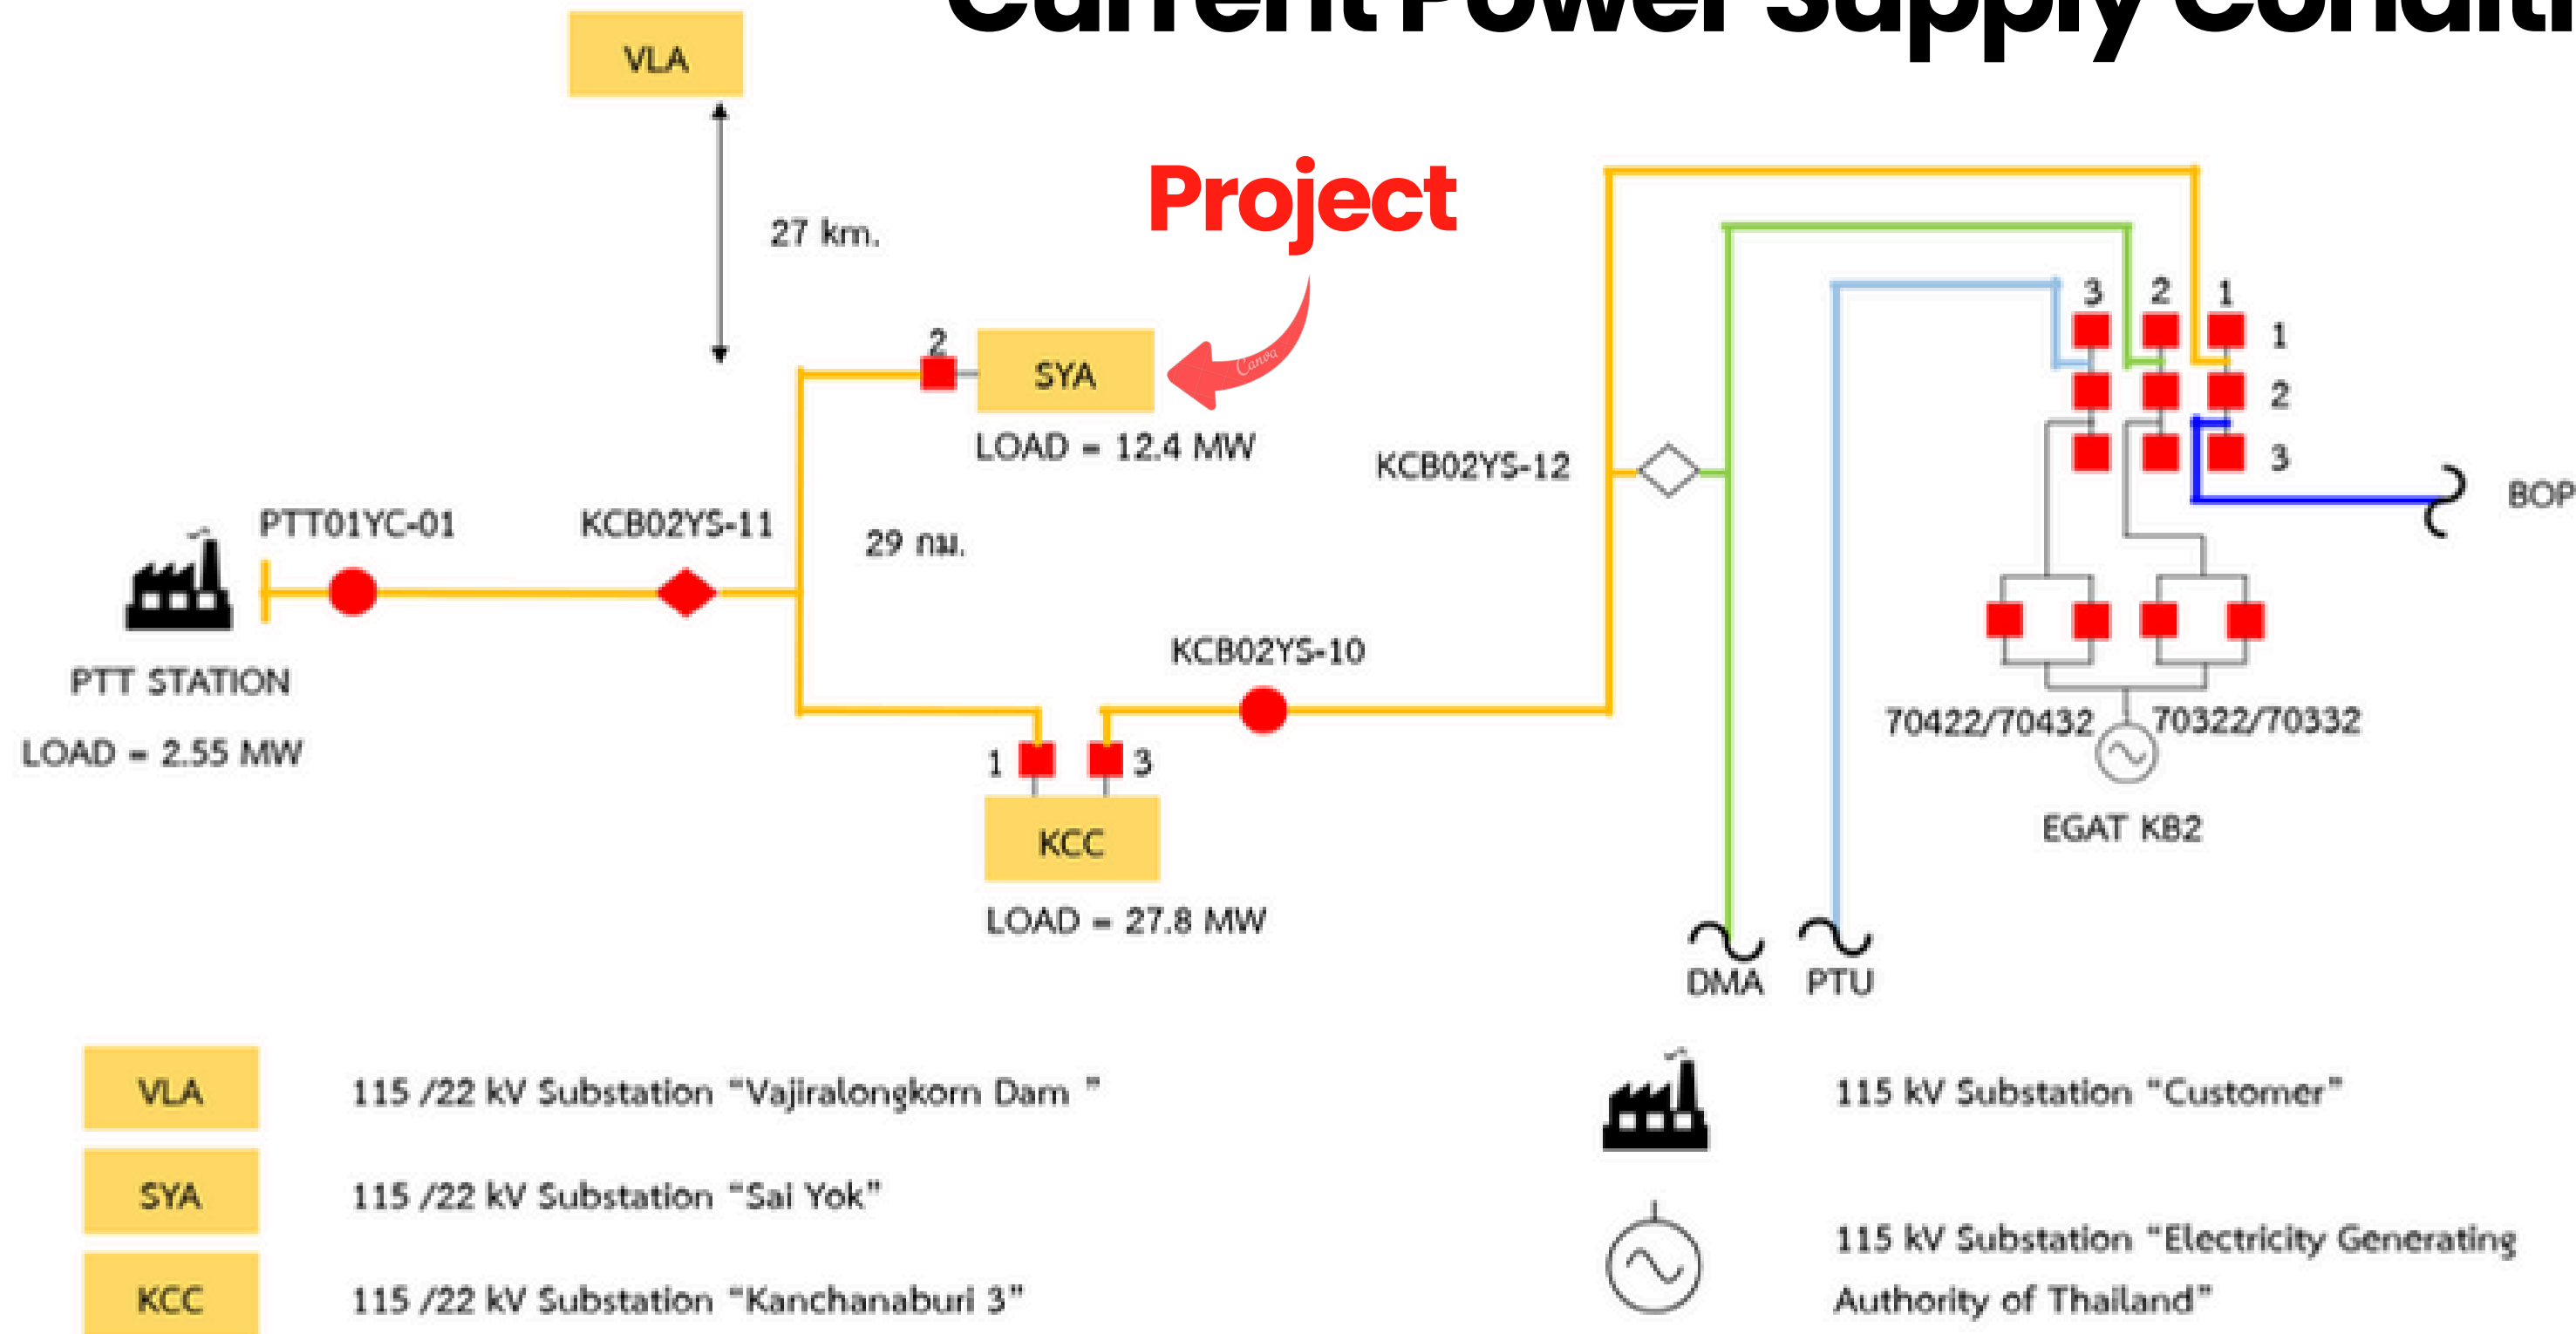 Current Power Supply Conditi
VLA
27 km.
Project
Canva
2
SYA
LOAD = 12.4 MW
29 กม.
PTT01YC-01
KCB02YS-11
PTT STATION
LOAD = 2.55 MW
KCB02YS-10
1
3
KCC
LOAD = 27.8 MW
KCB02YS-12
3 2 1
1
2
3
BOP
70422/70432
70322/70332
EGAT KB2
DMA
PTU
VLA 115 /22 kV Substation “Vajiralongkorn Dam ”
SYA 115 /22 kV Substation “Sai Yok”
KCC 115 /22 kV Substation “Kanchanaburi 3”
115 kV Substation “Customer”
115 kV Substation “Electricity Generating
Authority of Thailand”